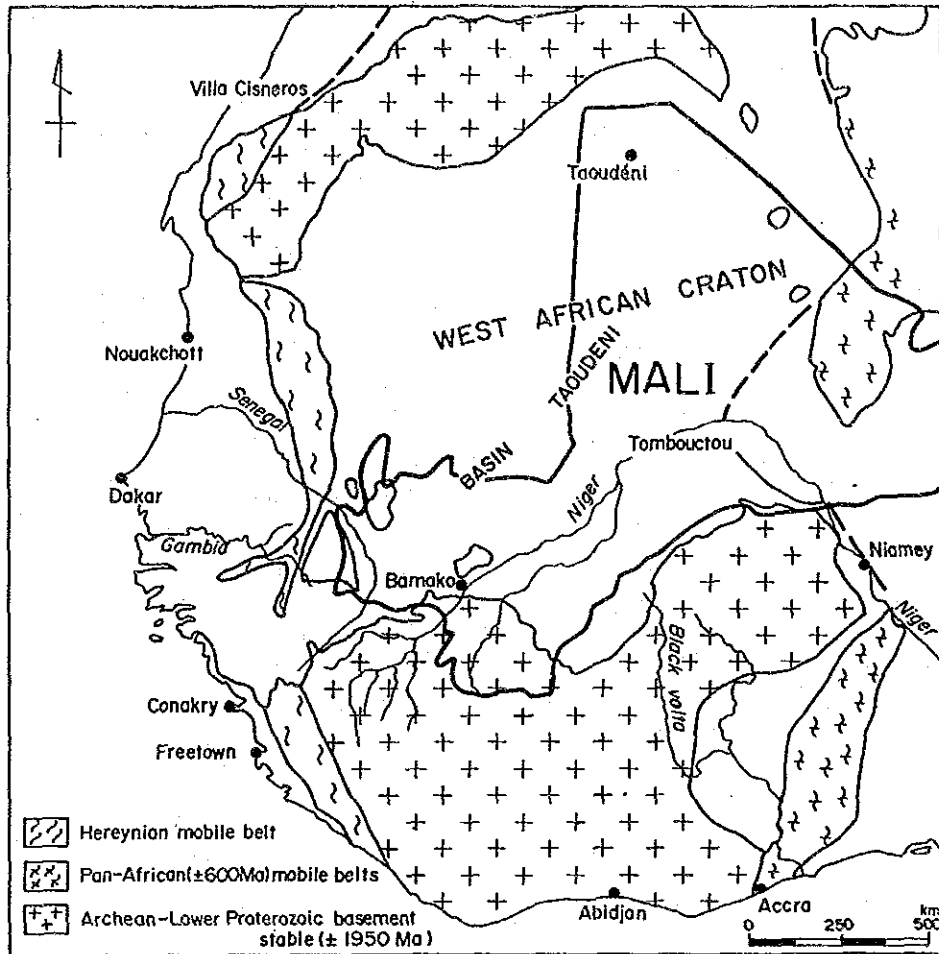 Villa Cisneros
Taoudéni
WEST AFRICAN CRATON
Nouakchott
TAOUDENI
MALI
Senegal
Tombouctou
BASIN
Dakar
Niger
Gambia
Niamey
Bamako
Niger
Black volta
Conakry
Freetown
Hereynian mobile belt
Pan-African(±600Ma)mobile belts
Archean-Lower Proterazoic basement
stable (± 1950 Ma)
Abidjan
Accra
km
0 250 500